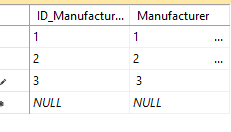 ID_Manufactur... Manufacturer
1 1 ...
2 2 ...
3 3
NULL NULL